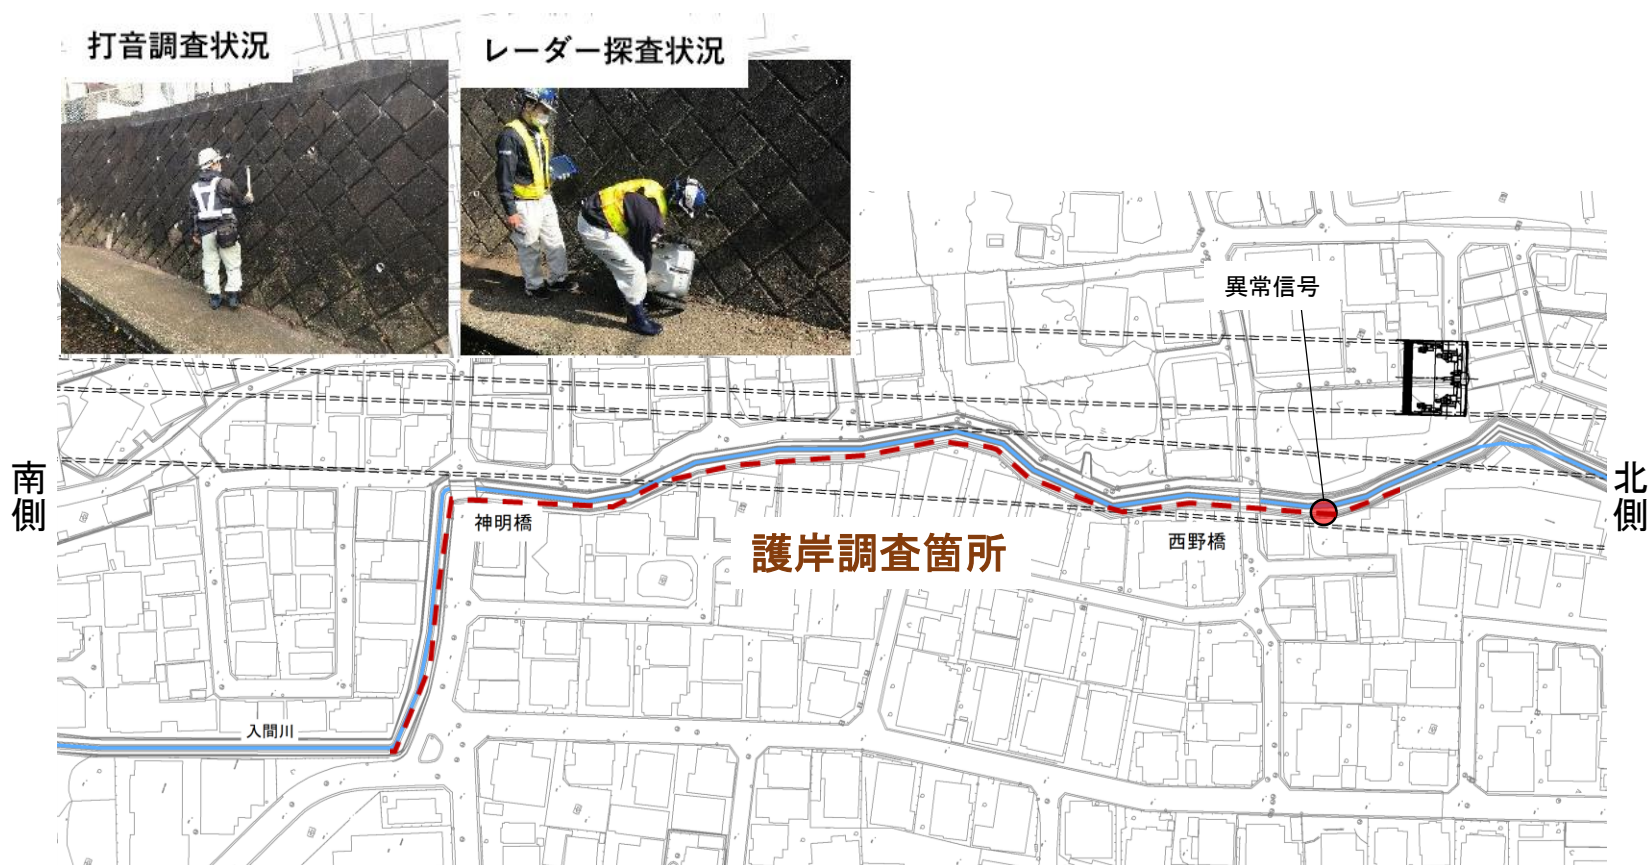 打音調査状況
レーダー探査状況
異常信号
南側
北側
神明橋
西野橋
護岸調査箇所
入間川